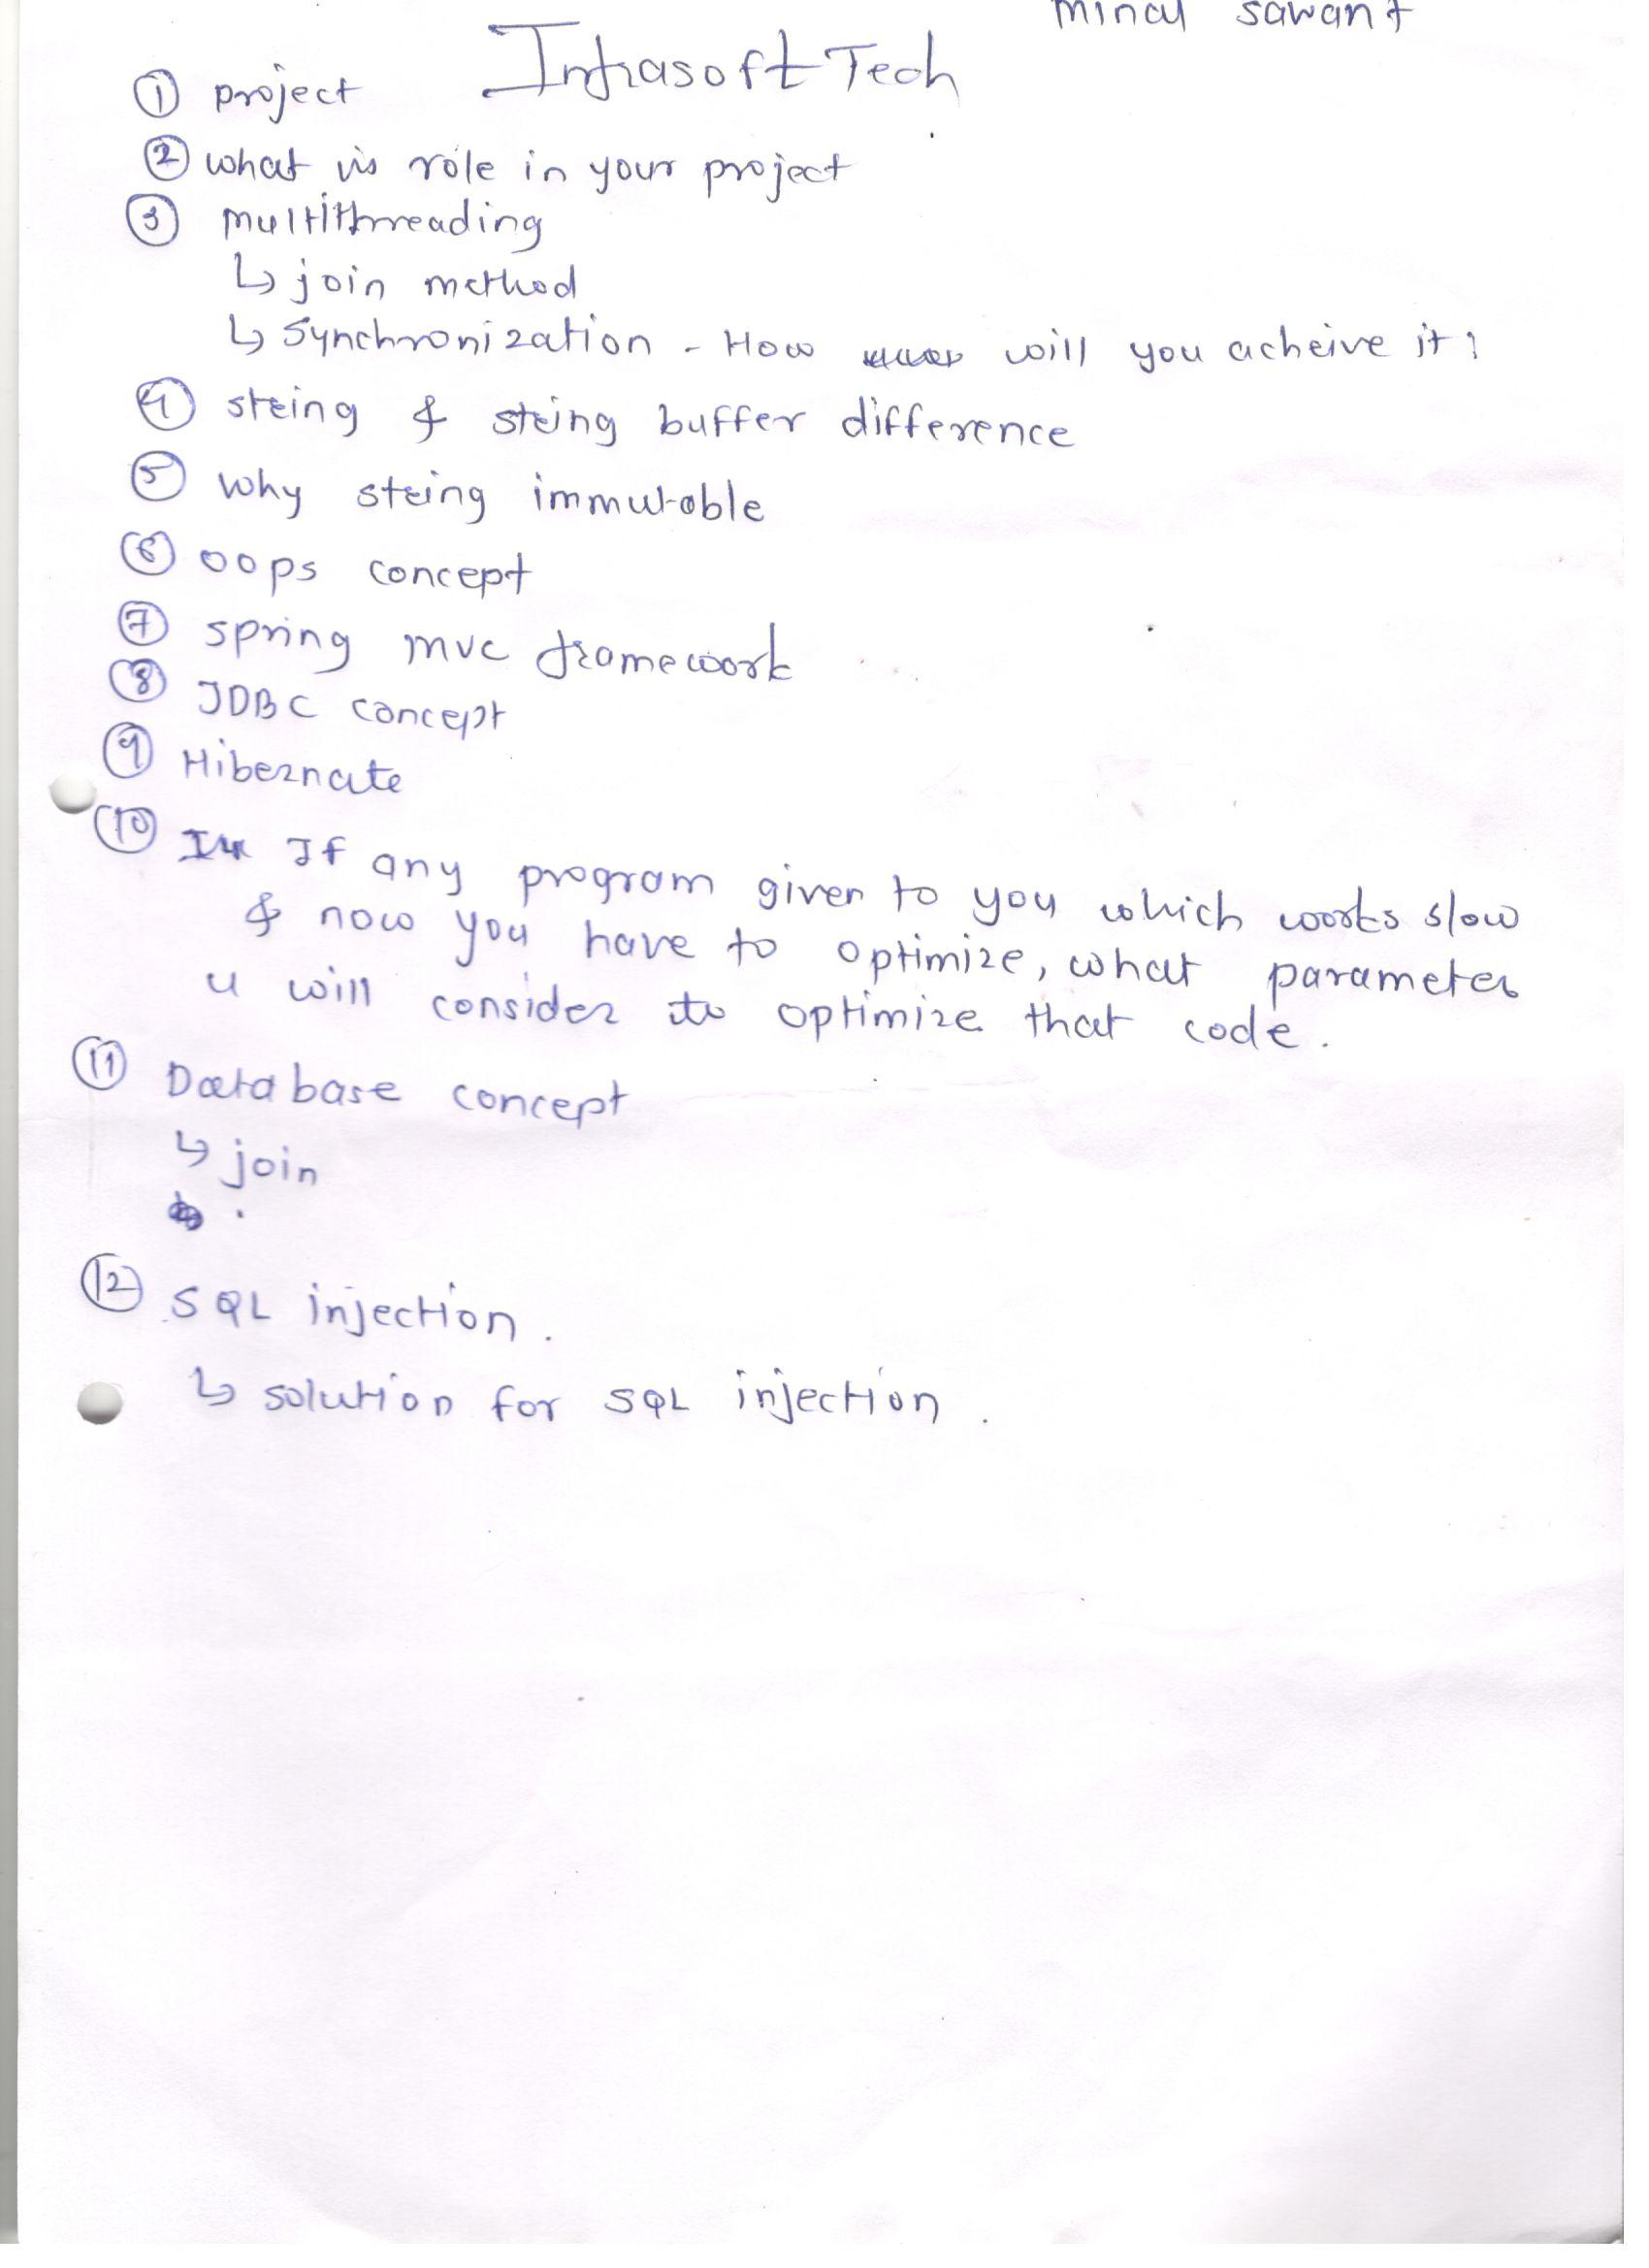 minal sawant
Infrasoft Tech
① project
② what is role in your project
③ multithreading
↳ join method
↳ Synchronization - How will you acheive it?
④ string & string buffer difference
⑤ why string immutable
⑥ oops concept
⑦ spring mvc framework
⑧ JDBC concept
⑨ Hibernate
⑩ If any program given to you which works slow
& now you have to optimize, what parameter
u will consider to optimize that code.
⑪ Database concept
↳ join
⑫ SQL injection.
↳ solution for SQL injection.